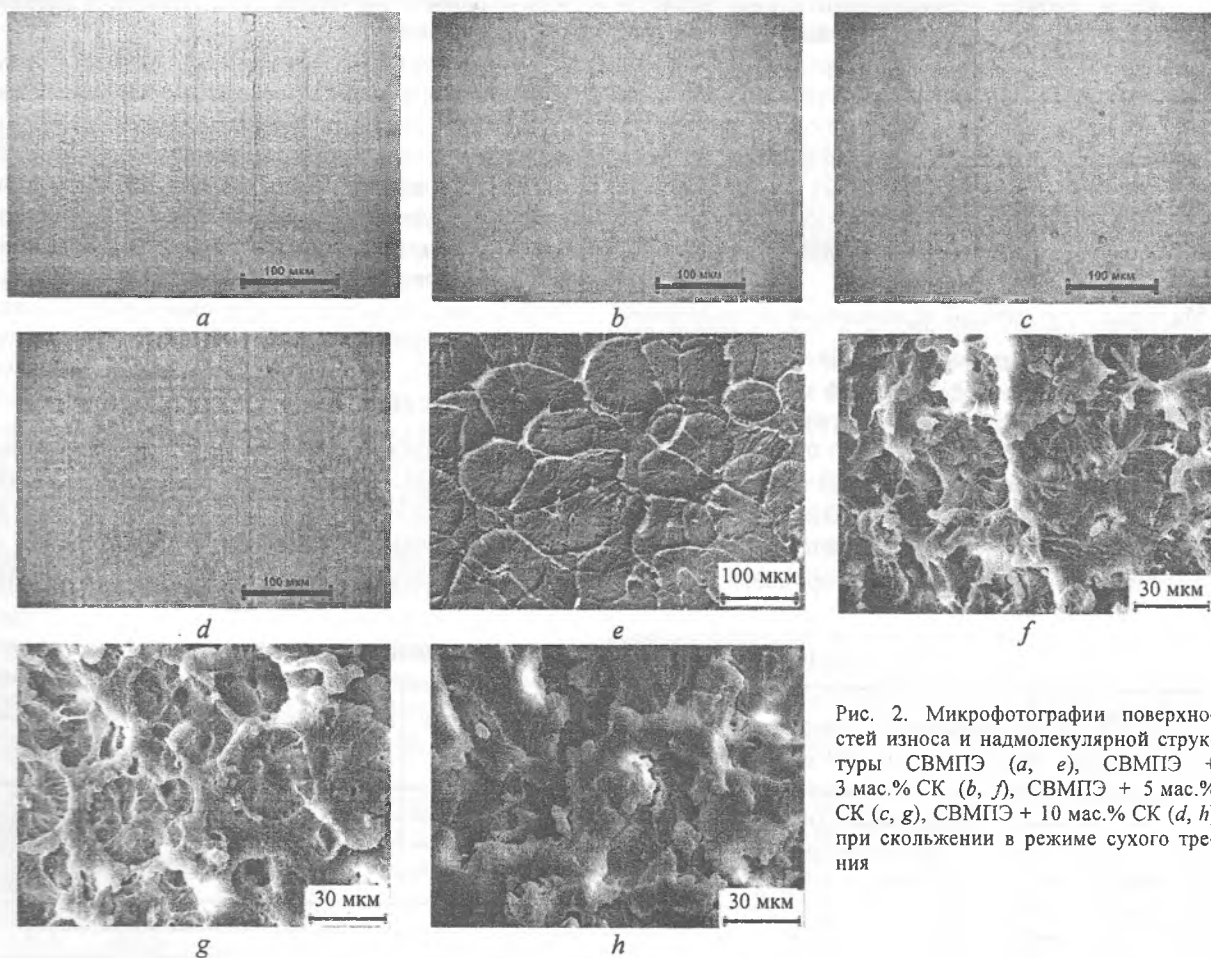 100 мкм
100 мкм
100 мкм
a
b
c
100 мкм
100 мкм
30 мкм
d
e
f
30 мкм
30 мкм
g
h
Рис. 2. Микрофотографии поверхно-
стей износа и надмолекулярной струк-
туры СВМПЭ (a, e), СВМПЭ +
3 мас.% СК (b, f), СВМПЭ + 5 мас.%
СК (c, g), СВМПЭ + 10 мас.% СК (d, h)
при скольжении в режиме сухого тре-
ния